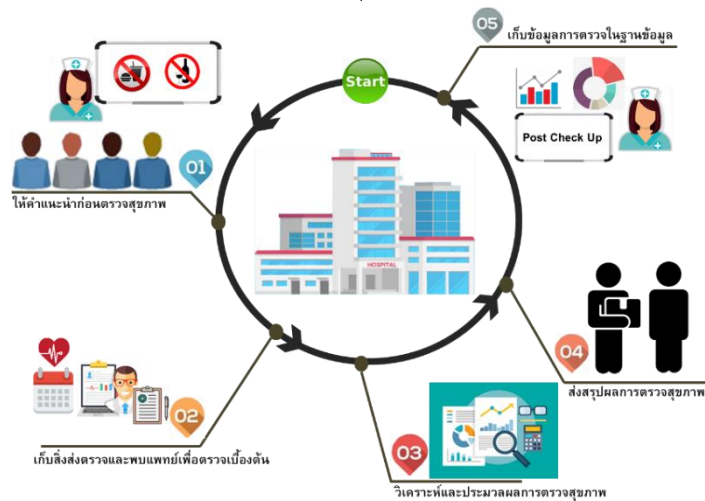 Start
05
เก็บข้อมูลการตรวจในฐานข้อมูล
Post Check Up
01
ให้คำแนะนำก่อนตรวจสุขภาพ
HOSPITAL
04
ส่งสรุปผลการตรวจสุขภาพ
02
เก็บสิ่งส่งตรวจและพบแพทย์เพื่อตรวจเบื้องต้น
03
วิเคราะห์และประมวลผลการตรวจสุขภาพ